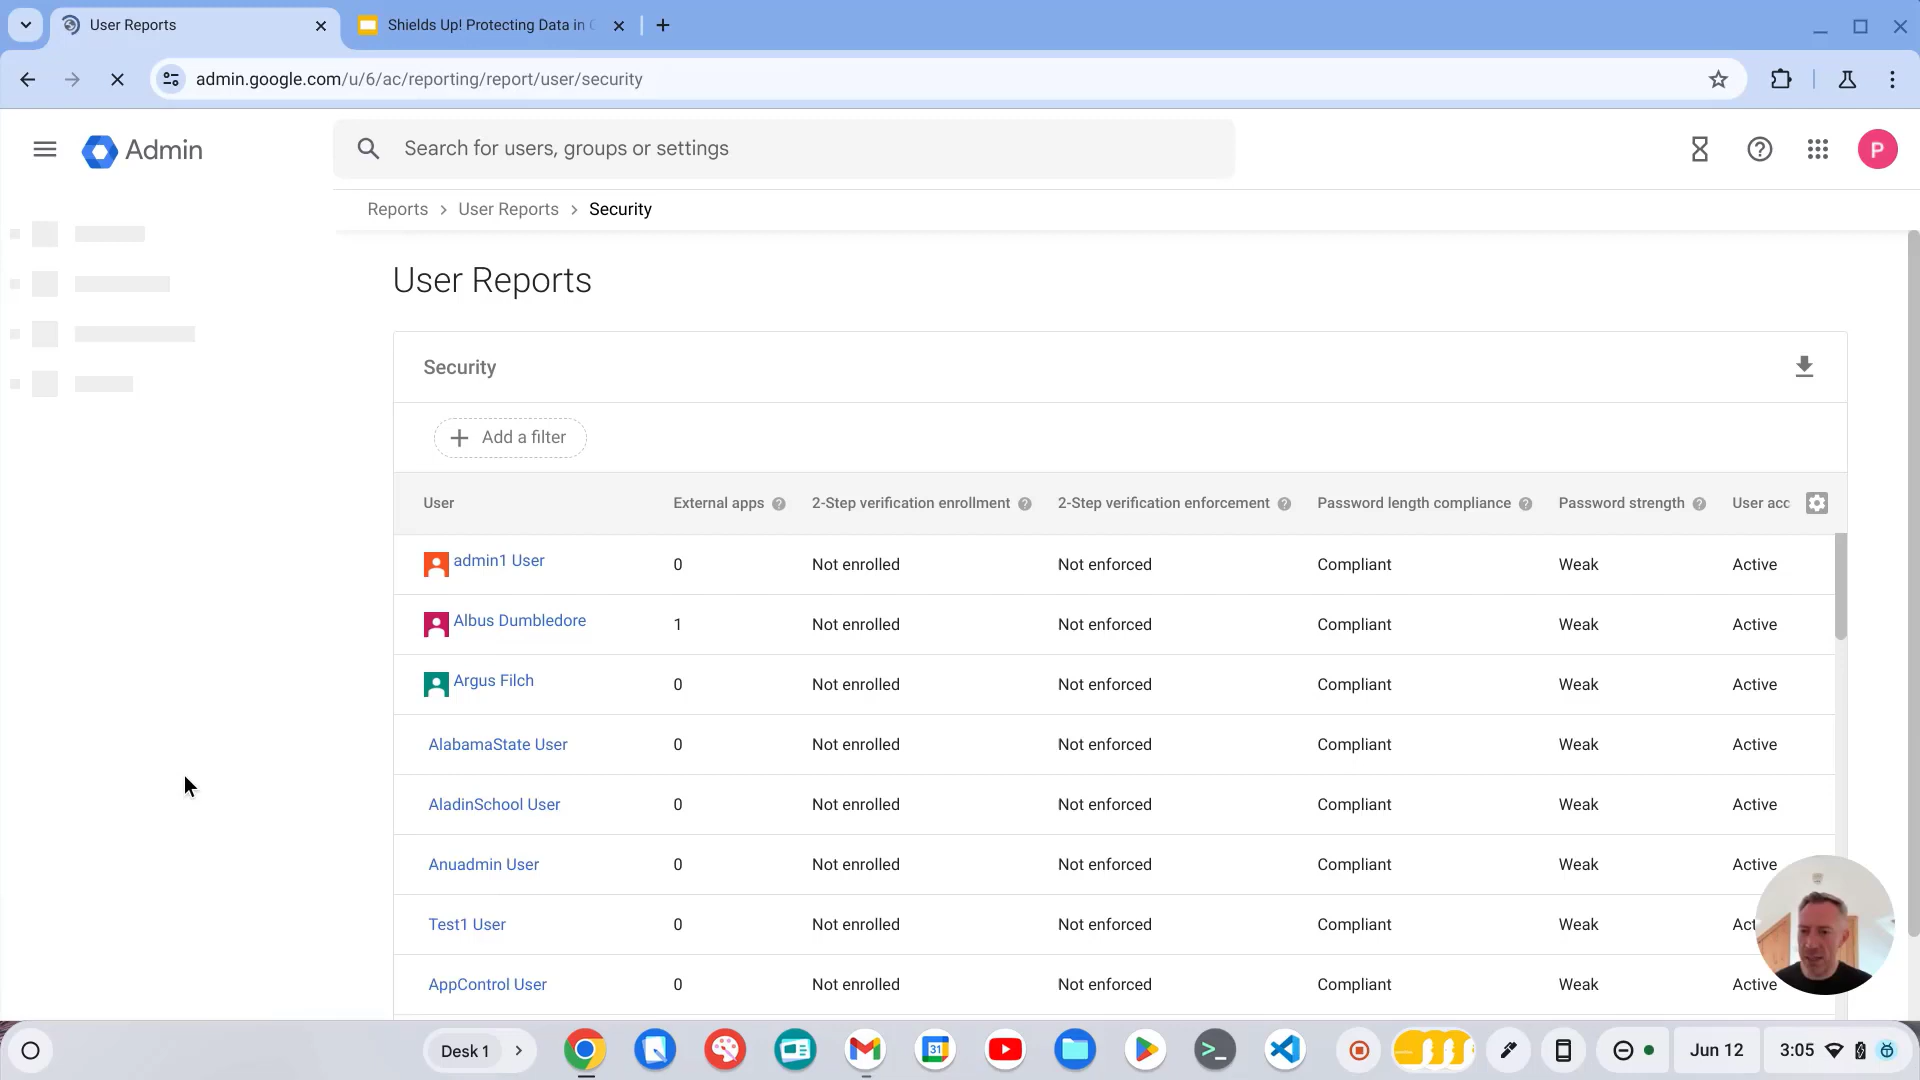 User Reports
Shields Up! Protecting Data in
admin.google.com/u/6/ac/reporting/report/user/security
Admin
Search for users, groups or settings
P
Reports > User Reports > Security
User Reports
Security
+ Add a filter
User External apps ? 2-Step verification enrollment ? 2-Step verification enforcement ? Password length compliance ? Password strength ? User acc
admin1 User 0 Not enrolled Not enforced Compliant Weak Active
Albus Dumbledore 1 Not enrolled Not enforced Compliant Weak Active
Argus Filch 0 Not enrolled Not enforced Compliant Weak Active
AlabamaState User 0 Not enrolled Not enforced Compliant Weak Active
AladinSchool User 0 Not enrolled Not enforced Compliant Weak Active
Anuadmin User 0 Not enrolled Not enforced Compliant Weak Active
Test1 User 0 Not enrolled Not enforced Compliant Weak Act
AppControl User 0 Not enrolled Not enforced Compliant Weak Active
Desk 1 > 31 >_ Jun 12 3:05